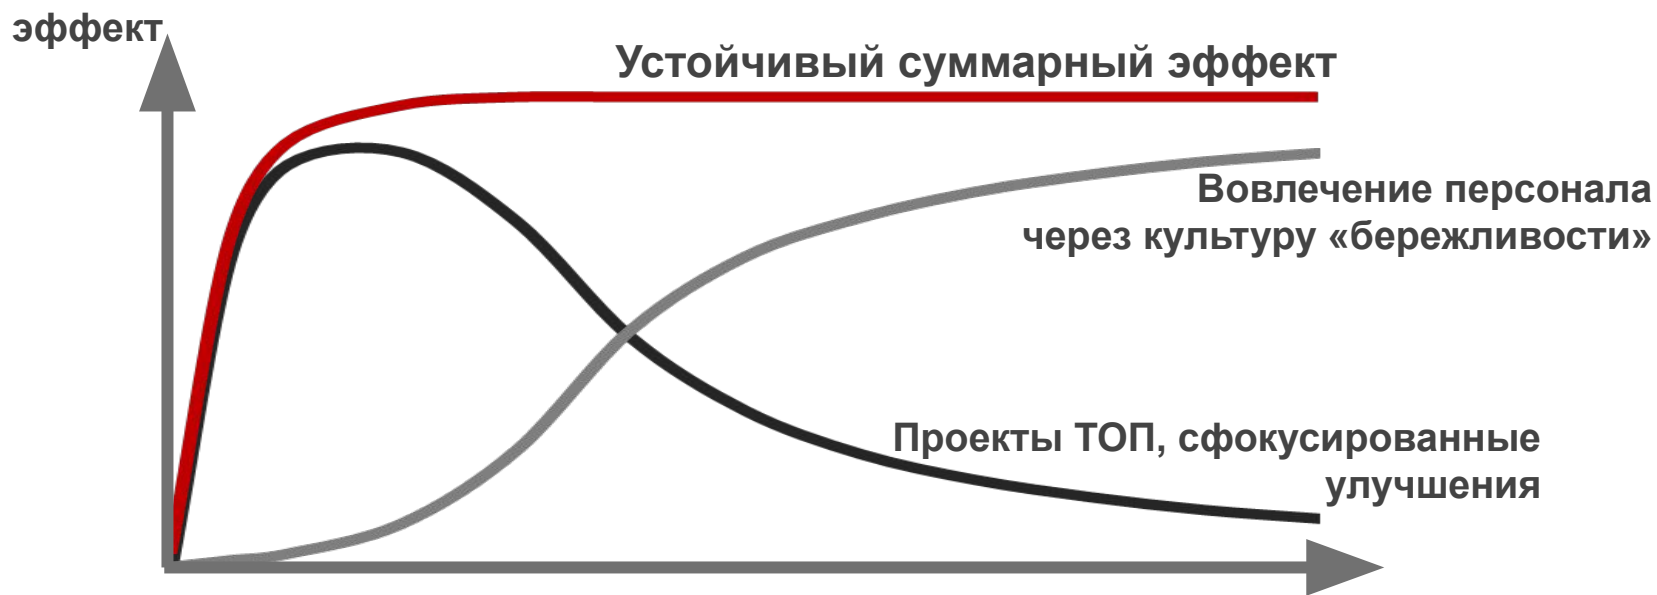 эффект
Устойчивый суммарный эффект
Вовлечение персонала
через культуру «бережливости»
Проекты ТОП, сфокусированные
улучшения